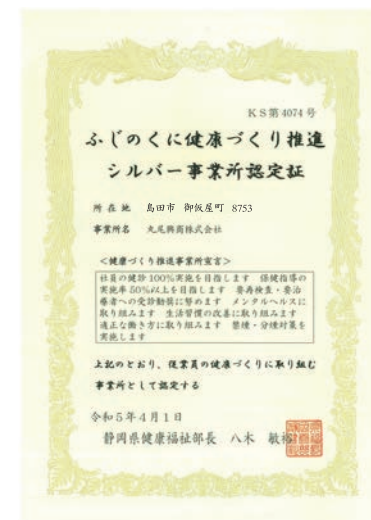 KS第4074号
ふじのくに健康づくり推進
シルバー事業所認定証
所在地 島田市 御仮屋町 8753
事業所名 丸尾興商株式会社
＜健康づくり推進事業所宣言＞
社員の健診100%実施を目指します 保健指導の
実施率50%以上を目指します 要再検査・要治
療者への受診勧奨に努めます メンタルヘルスに
取り組みます 生活習慣の改善に取り組みます
適正な働き方に取り組みます 禁煙・分煙対策を
実施します
上記のとおり、従業員の健康づくりに取り組む
事業所として認定する
令和5年4月1日
静岡県健康福祉部長 八木 敏裕